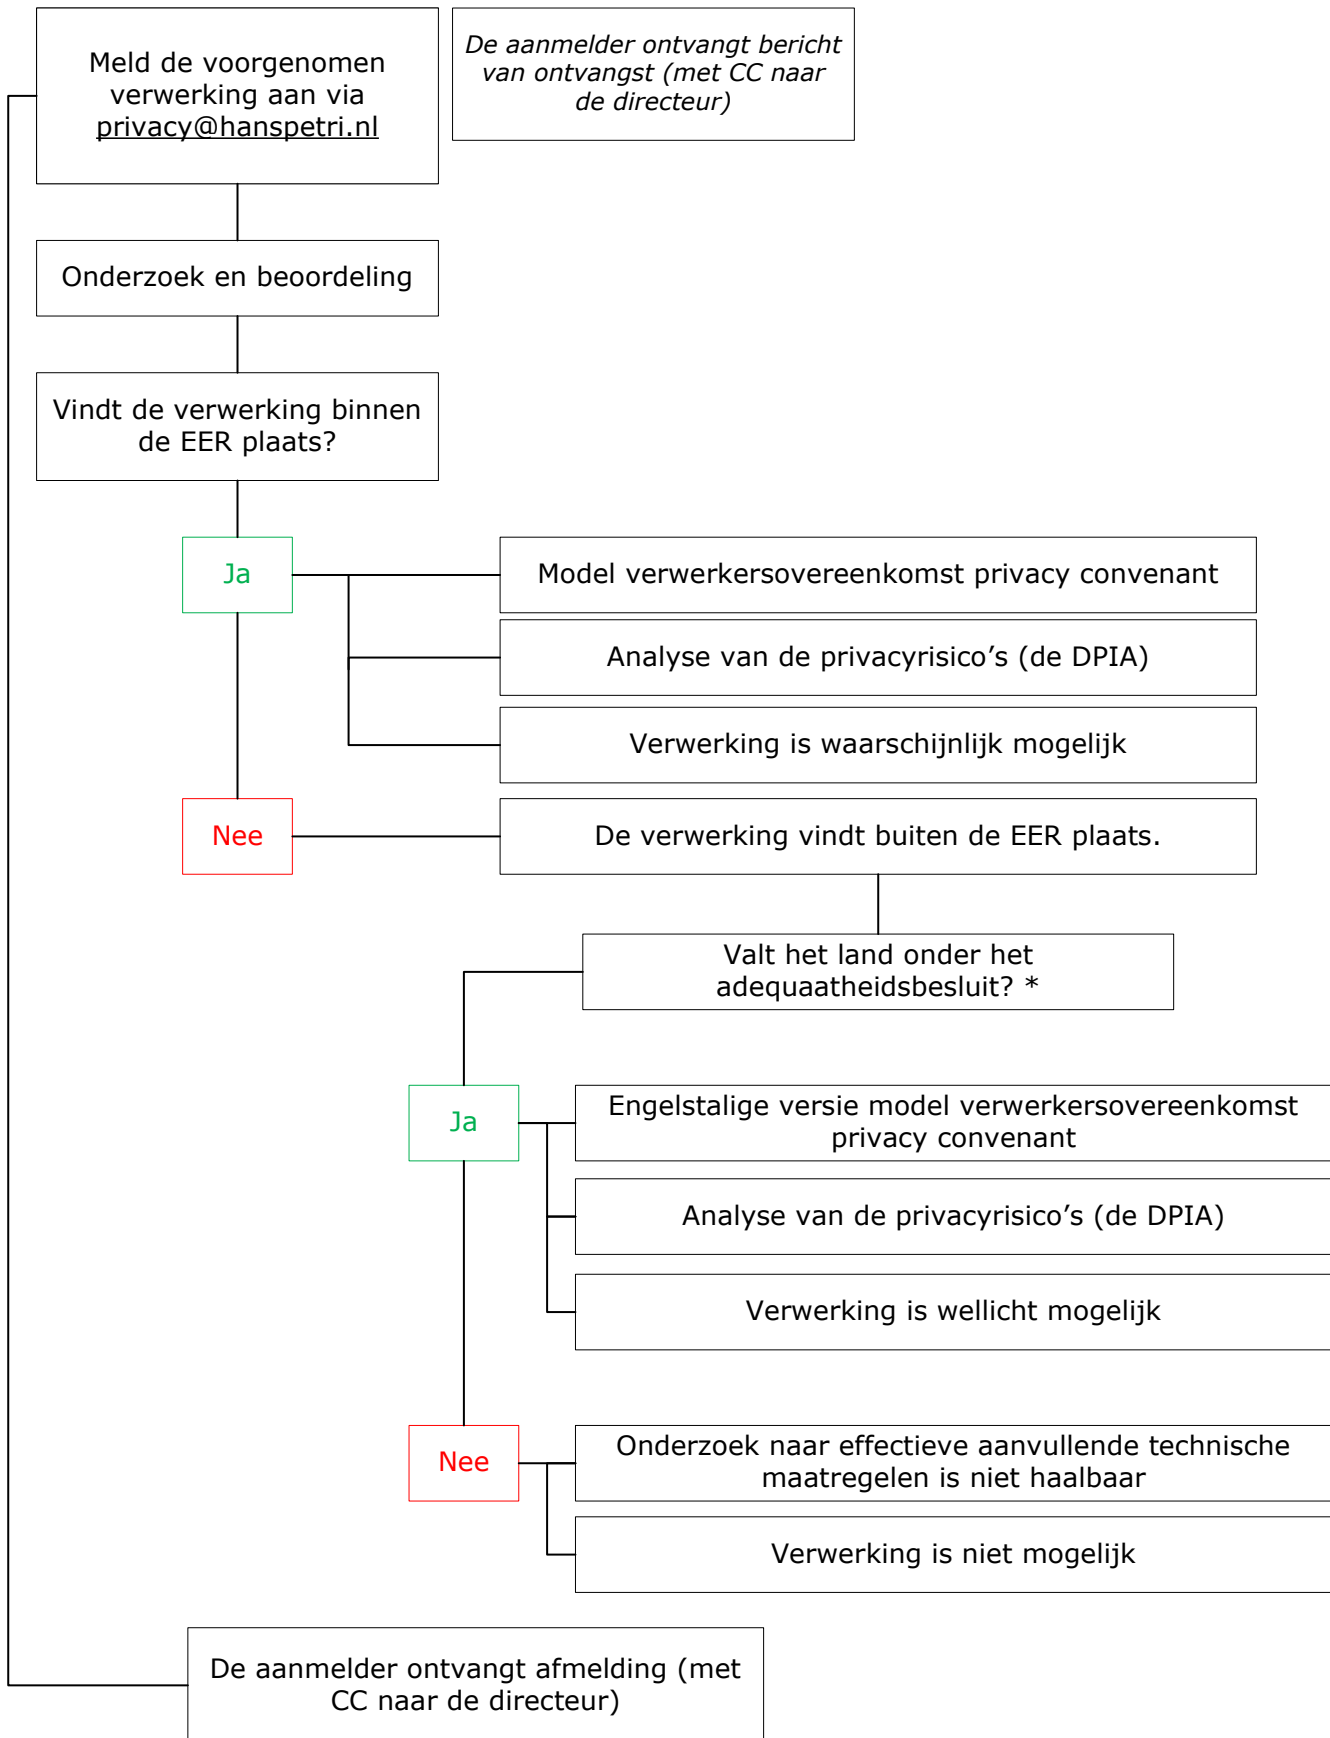 Meld de voorgenomen
verwerking aan via
privacy@hanspetri.nl
De aanmelder ontvangt bericht
van ontvangst (met CC naar
de directeur)
Onderzoek en beoordeling
Vindt de verwerking binnen
de EER plaats?
Ja
Model verwerkersovereenkomst privacy convenant
Analyse van de privacyrisico’s (de DPIA)
Verwerking is waarschijnlijk mogelijk
Nee
De verwerking vindt buiten de EER plaats.
Valt het land onder het
adequaatheidsbesluit? *
Ja
Engelstalige versie model verwerkersovereenkomst
privacy convenant
Analyse van de privacyrisico’s (de DPIA)
Verwerking is wellicht mogelijk
Nee
Onderzoek naar effectieve aanvullende technische
maatregelen is niet haalbaar
Verwerking is niet mogelijk
De aanmelder ontvangt afmelding (met
CC naar de directeur)